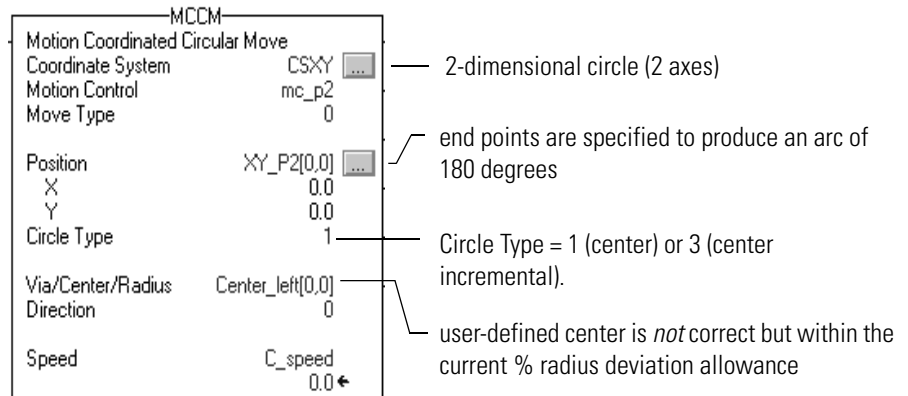 MCCM
Motion Coordinated Circular Move
Coordinate System CSXY ...
2-dimensional circle (2 axes)
Motion Control mc_p2
Move Type 0
end points are specified to produce an arc of
180 degrees
Position XY_P2[0,0] ...
X 0.0
Y 0.0
Circle Type 1
Circle Type = 1 (center) or 3 (center
incremental).
Via/Center/Radius Center_left[0,0]
Direction 0
user-defined center is not correct but within the
current % radius deviation allowance
Speed C_speed
0.0